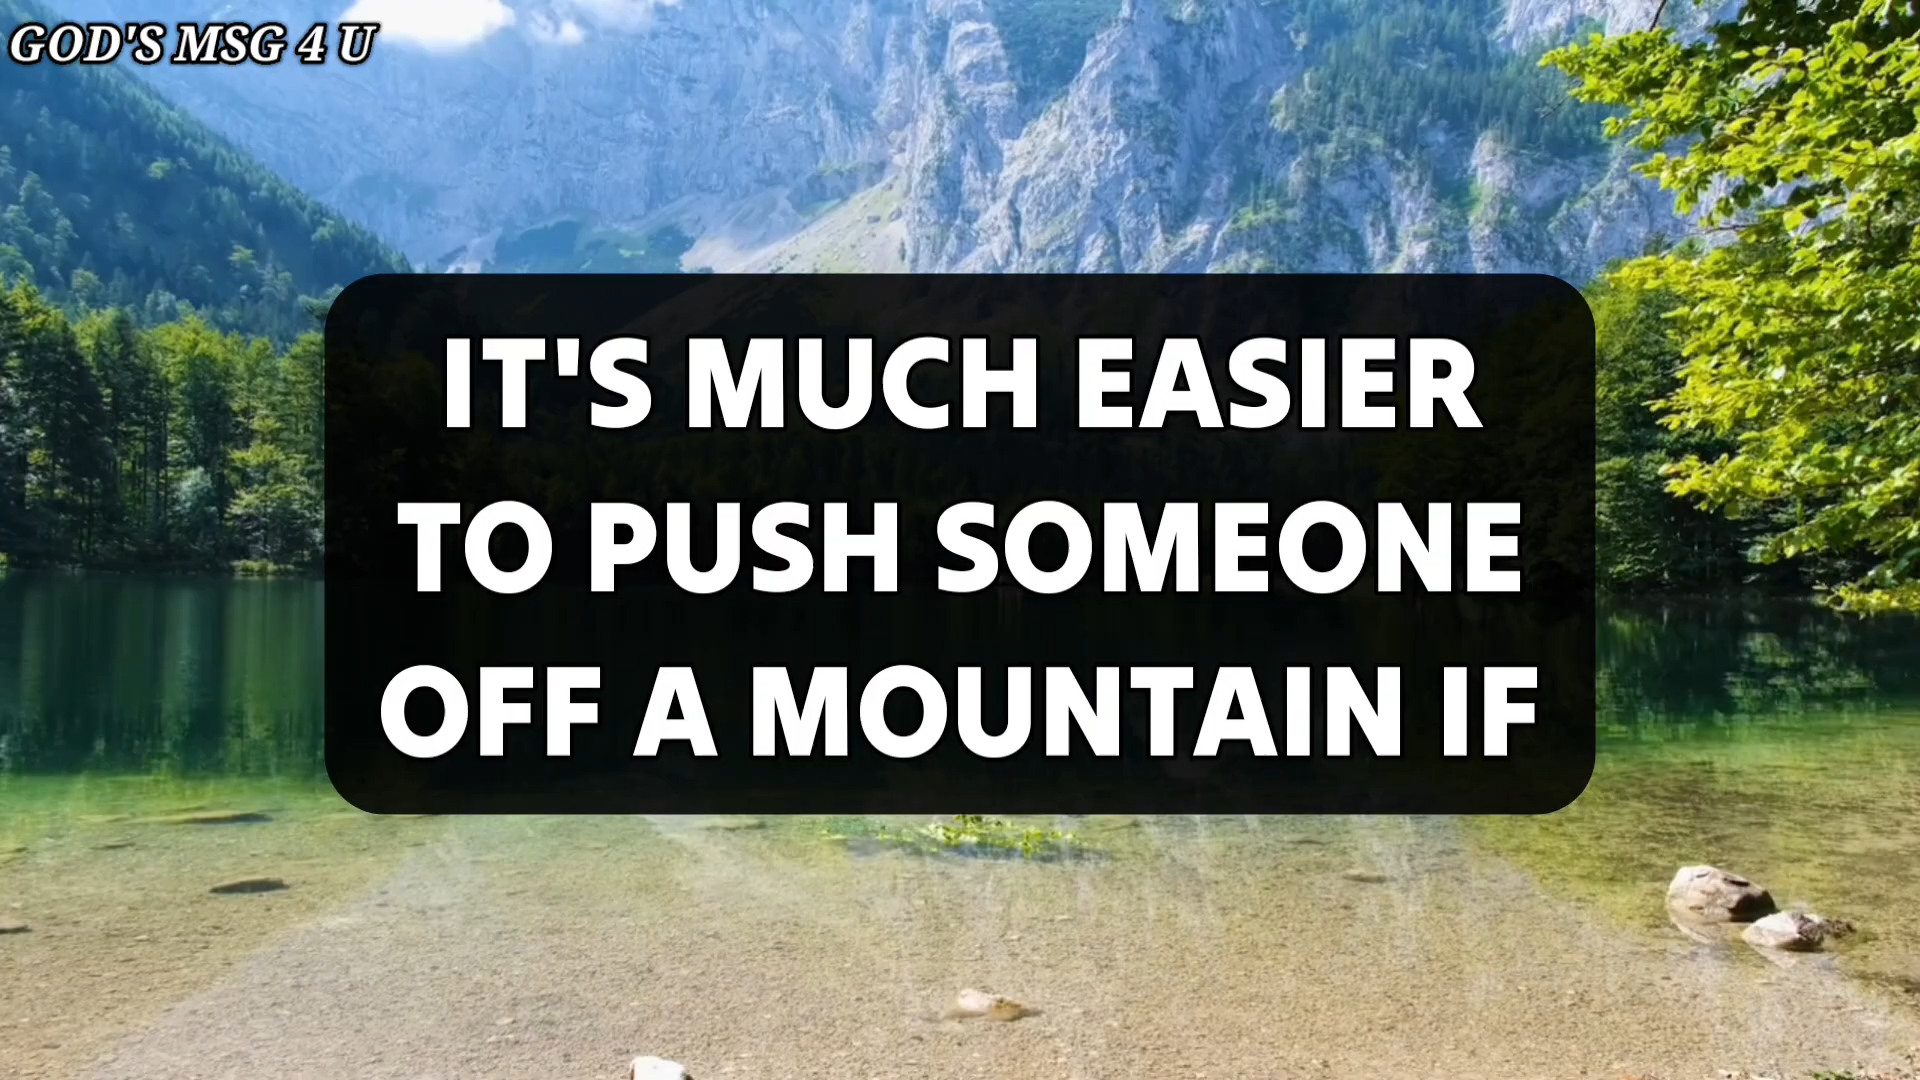 GOD'S MSG 4 U
IT'S MUCH EASIER
TO PUSH SOMEONE
OFF A MOUNTAIN IF